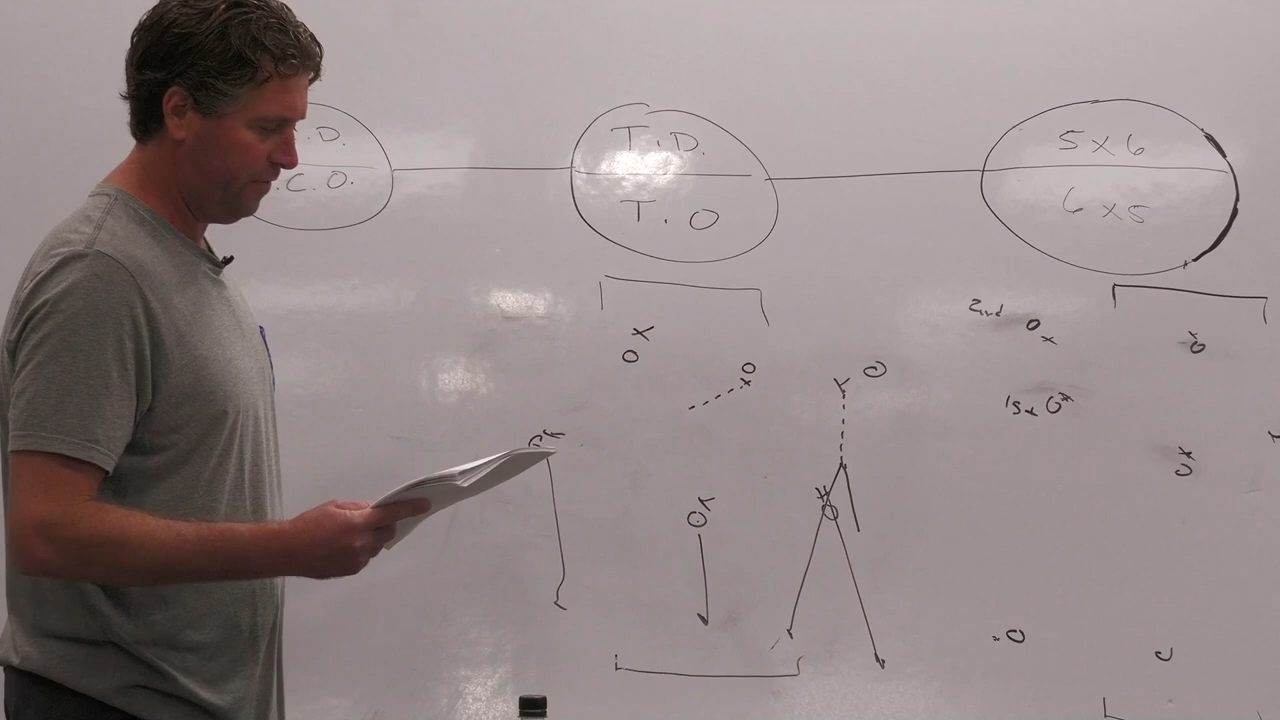 .D.
.C.O.
T.D.
T.O
5x6
6x5
O X
2nd O x
x O
O x
O
1st O x
O X
O X
O
O